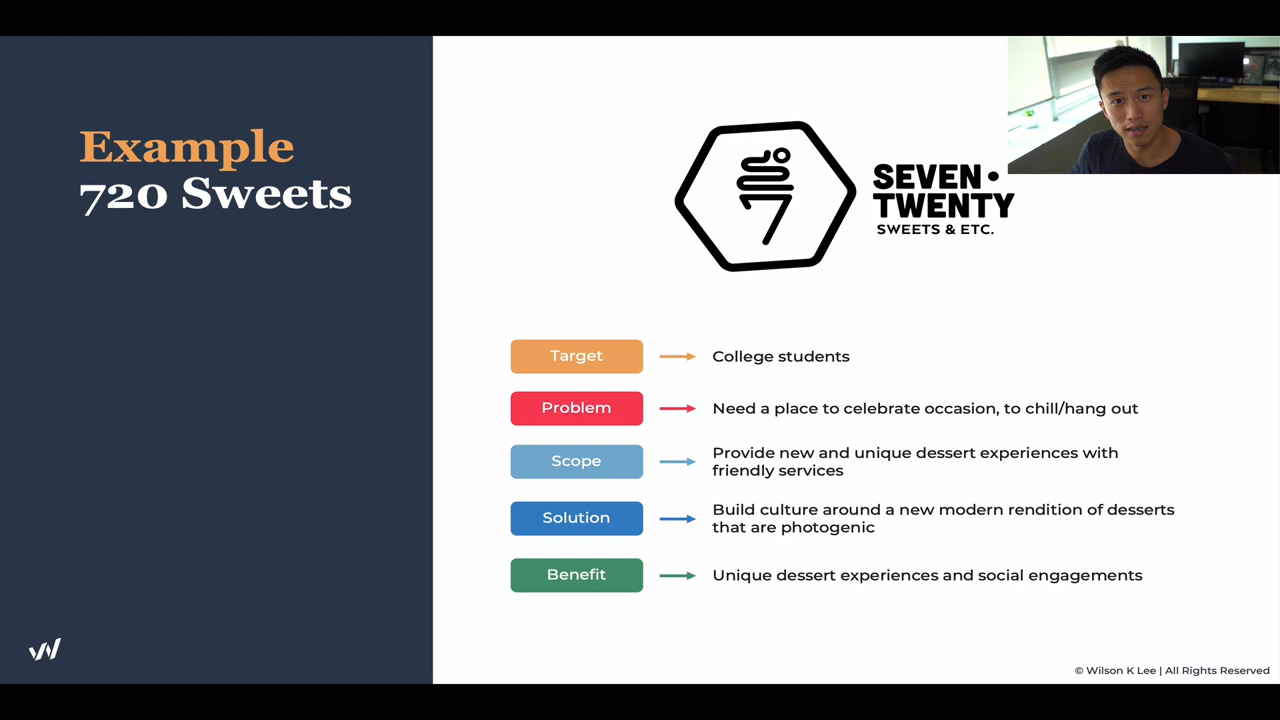 Example
720 Sweets
SEVEN •
TWENTY
SWEETS & ETC.
7
Target
College students
Problem
Need a place to celebrate occasion, to chill/hang out
Scope
Provide new and unique dessert experiences with
friendly services
Solution
Build culture around a new modern rendition of desserts
that are photogenic
Benefit
Unique dessert experiences and social engagements
© Wilson K Lee | All Rights Reserved